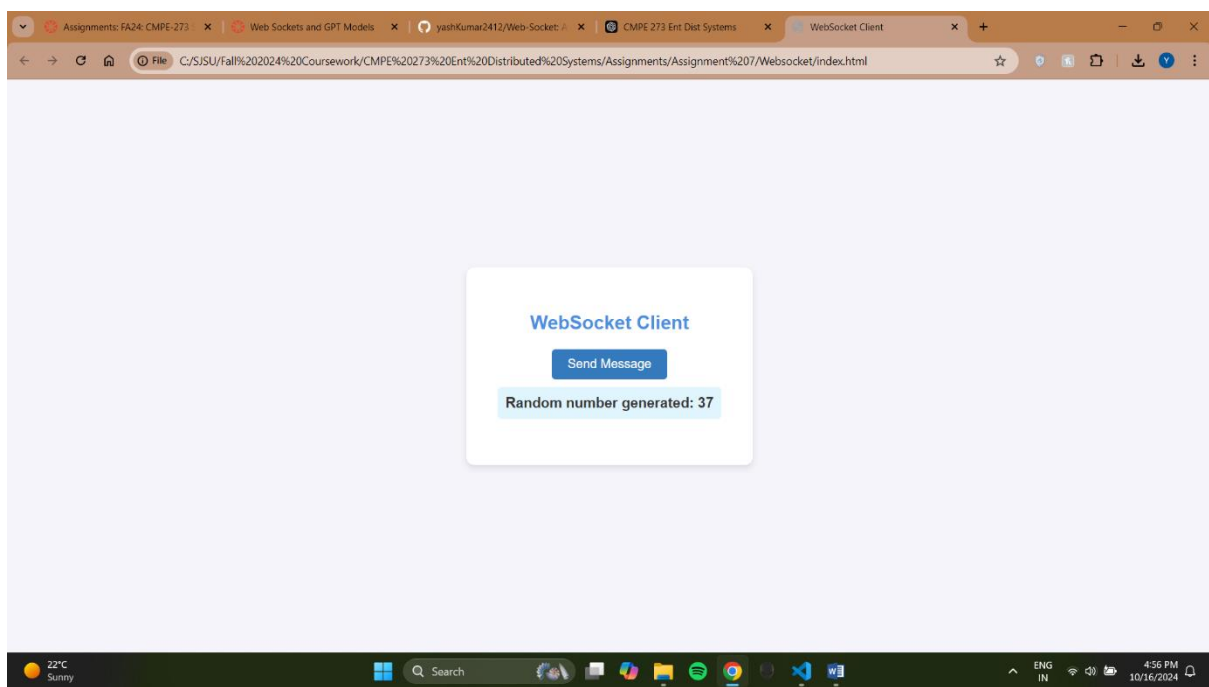 Assignments: FA24: CMPE-273
Web Sockets and GPT Models
yashKumar2412/Web-Socket: A
CMPE 273 Ent Dist Systems
WebSocket Client
File
C:/SJSU/Fall%202024%20Coursework/CMPE%20273%20Ent%20Distributed%20Systems/Assignments/Assignment%207/Websocket/index.html
Y
WebSocket Client
Send Message
Random number generated: 37
22°C
Sunny
Search
ENG
IN
4:56 PM
10/16/2024